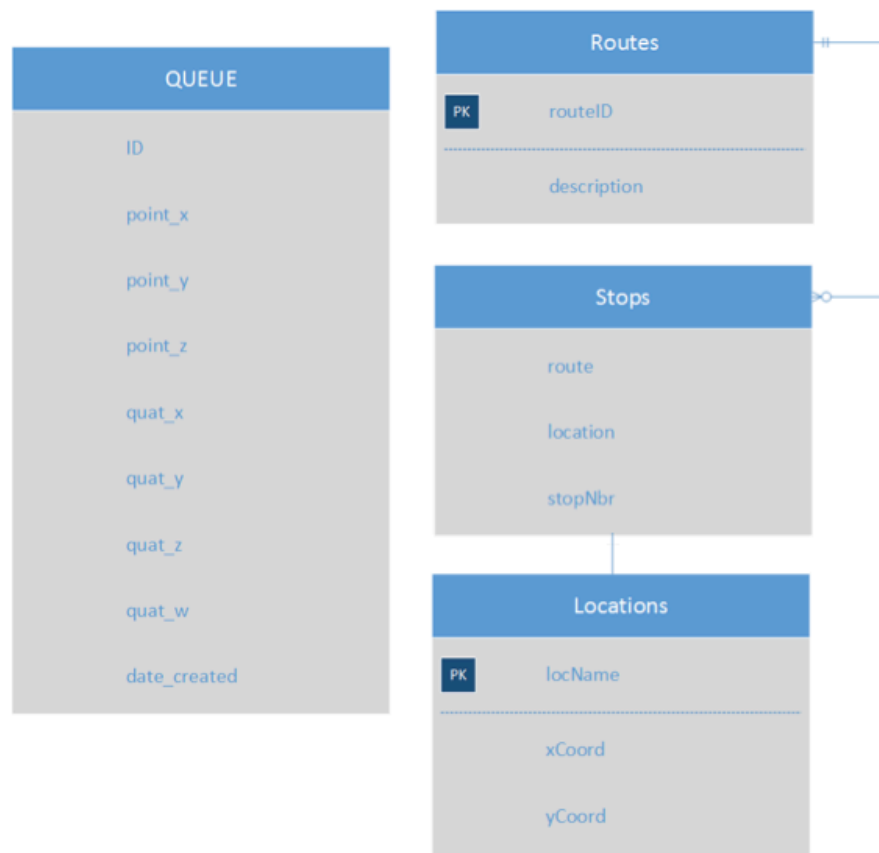 QUEUE
ID
point_x
point_y
point_z
quat_x
quat_y
quat_z
quat_w
date_created
Routes
PK routeID
description
Stops
route
location
stopNbr
Locations
PK locName
xCoord
yCoord